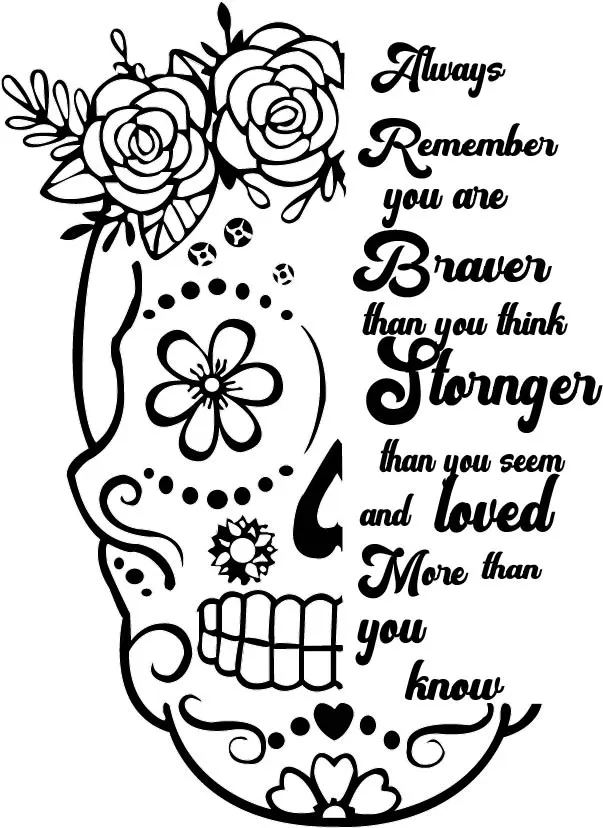 Always
Remember
you are
Braver
than you think
Stornger
than you seem
and loved
More than
you
know